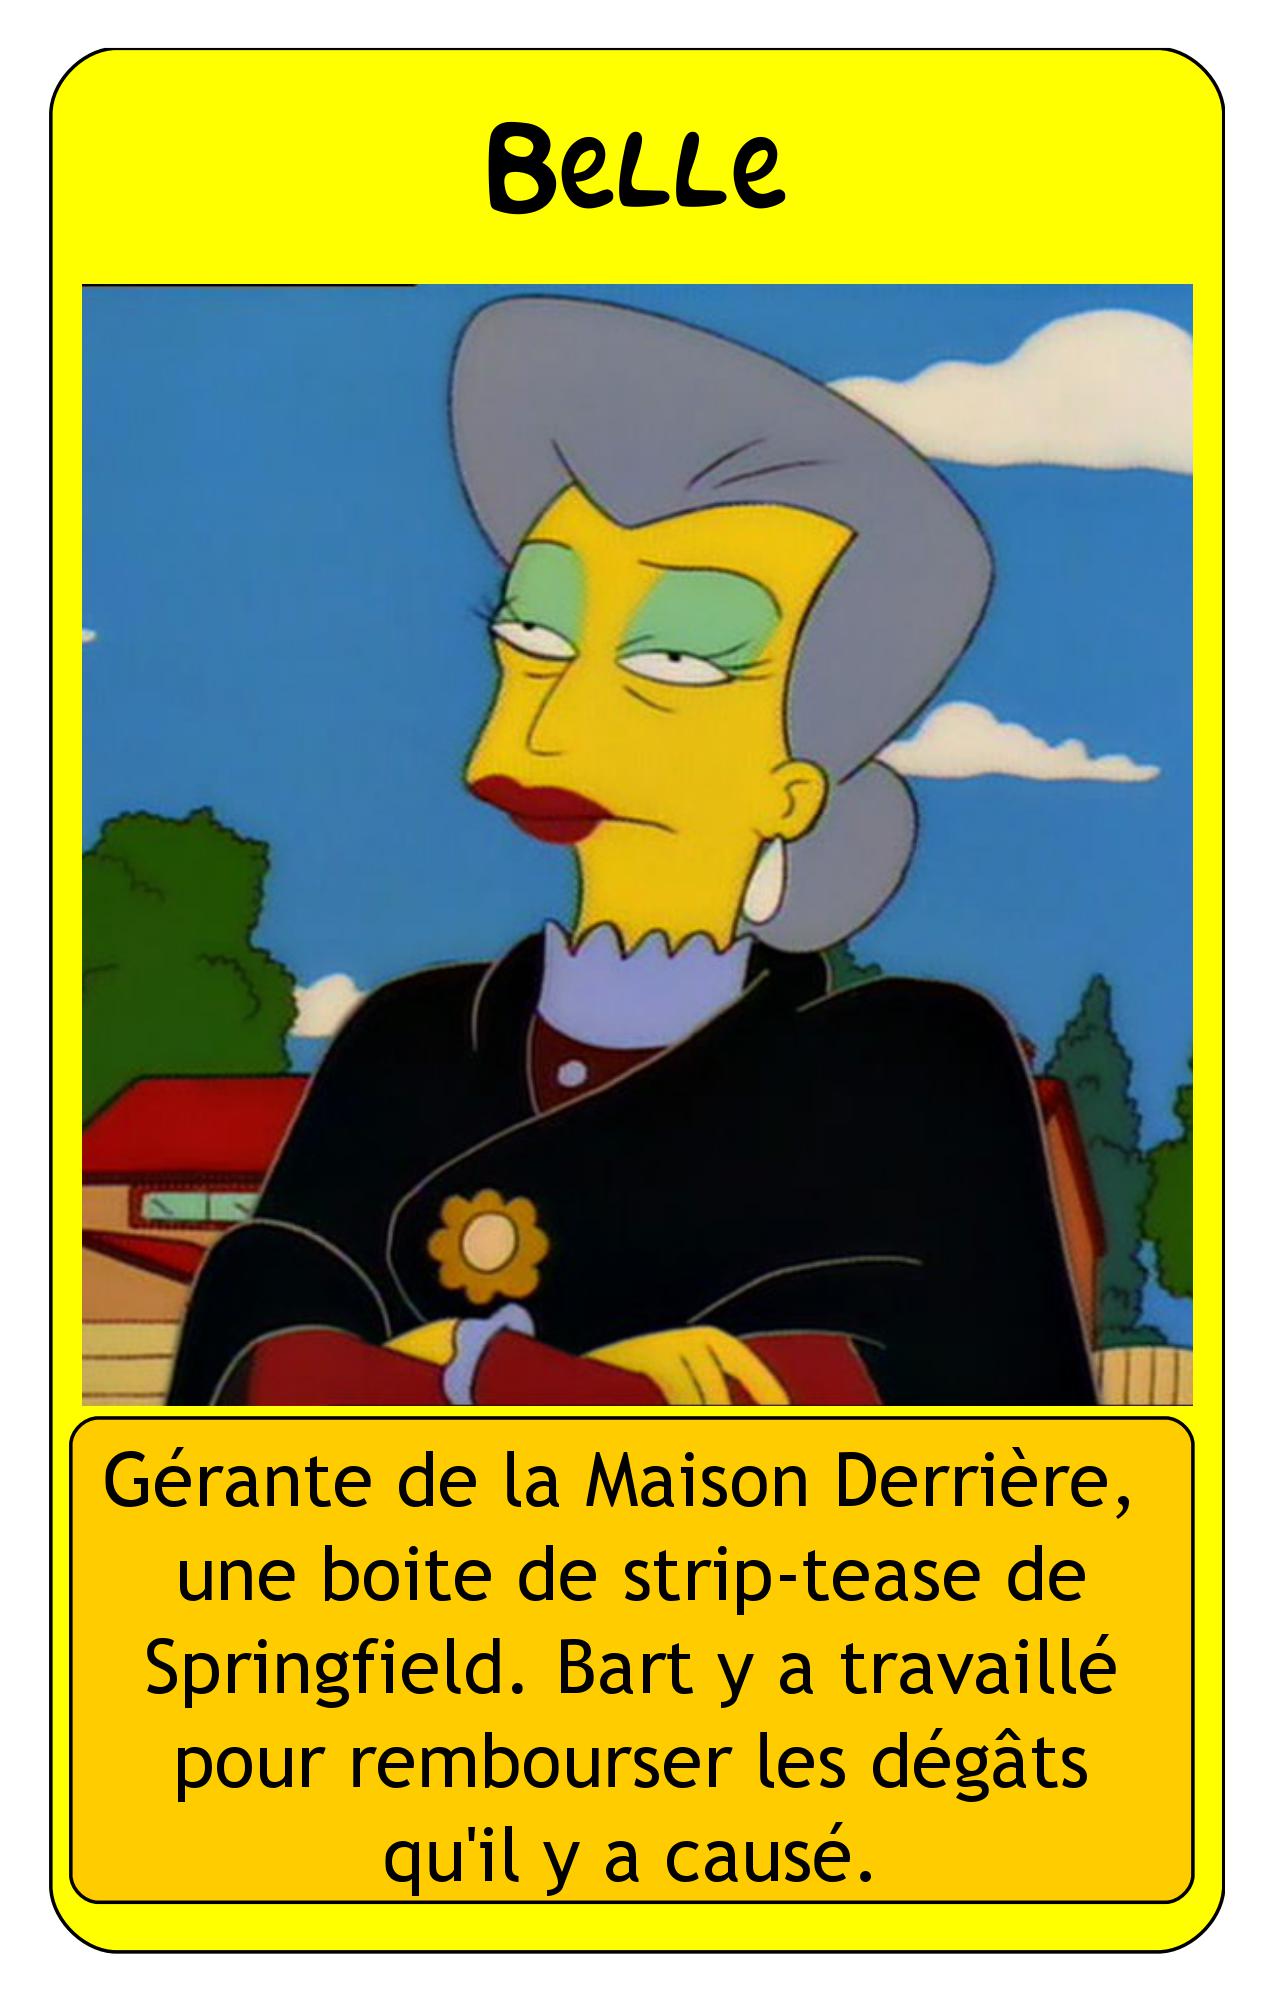 Belle
Gérante de la Maison Derrière,
une boite de strip-tease de
Springfield. Bart y a travaillé
pour rembourser les dégâts
qu'il y a causé.